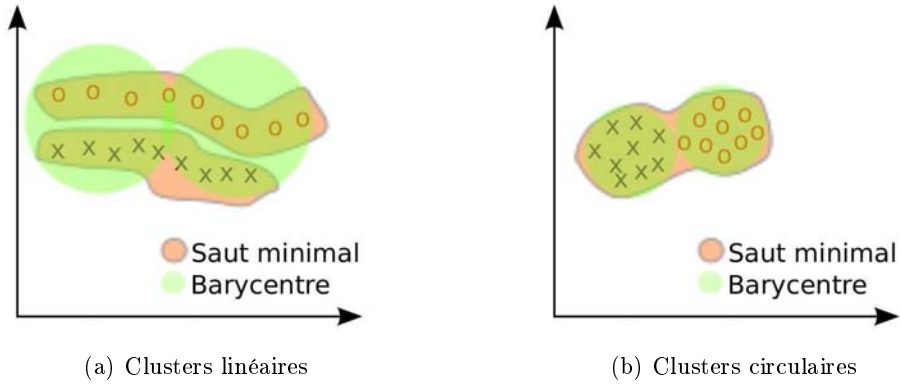 Saut minimal
Barycentre
(a) Clusters linéaires
Saut minimal
Barycentre
(b) Clusters circulaires